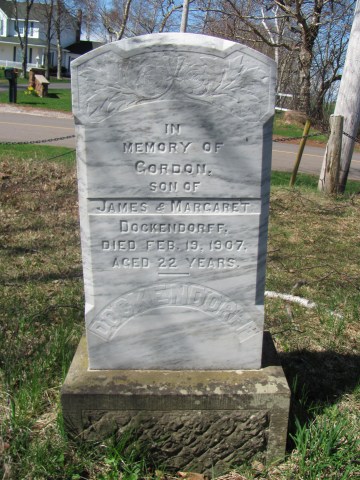 IN
MEMORY OF
GORDON,
SON OF
JAMES & MARGARET
DOCKENDORFF,
DIED FEB. 19, 1907,
AGED 22 YEARS.
DOCKENDORFF